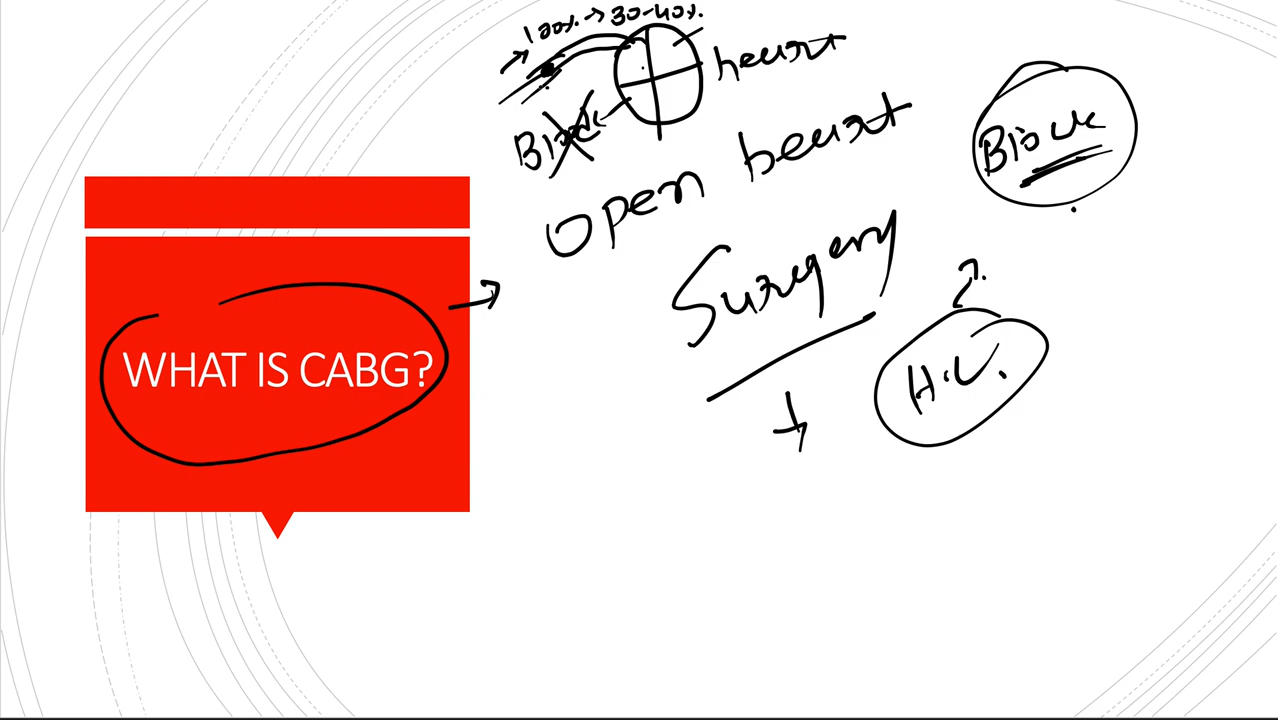 100% → 30-40%.
heart
Block
Block
open heart
Surgery
H.V.
WHAT IS CABG?